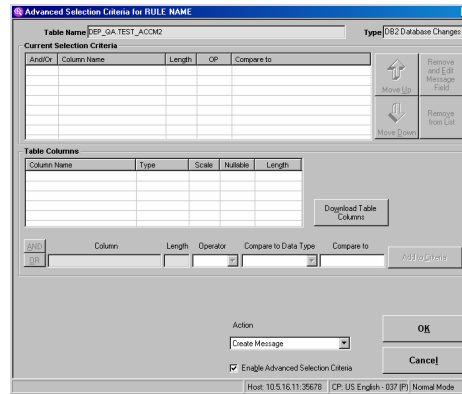 Advanced Selection Criteria for RULE NAME
Table Name DEP_QA.TEST_ACCM2 Type DB2 Database Changes
Current Selection Criteria
And/Or Column Name Length OP Compare to
Move Up
Remove and Edit Message Field
Move Down
Remove from List
Table Columns
Column Name Type Scale Nullable Length
Download Table Columns
AND Column Length Operator Compare to Data Type Compare to
OR
Add to Criteria
Action
Create Message
OK
Enable Advanced Selection Criteria
Cancel
Host: 10.5.16.11:35678 CP: US English - 037 (P) Normal Mode